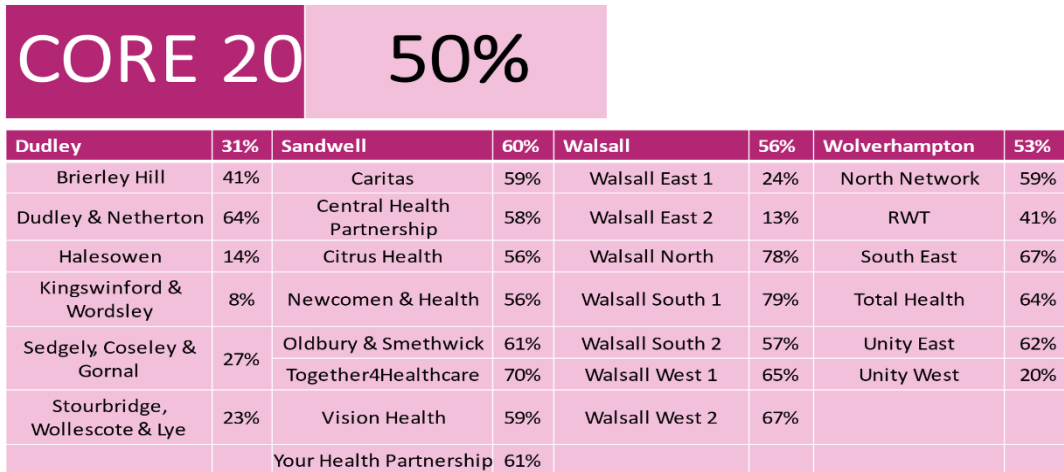 CORE 20 50%
Dudley 31% Sandwell 60% Walsall 56% Wolverhampton 53%
Brierley Hill 41% Caritas 59% Walsall East 1 24% North Network 59%
Dudley & Netherton 64% Central Health
Partnership 58% Walsall East 2 13% RWT 41%
Halesowen 14% Citrus Health 56% Walsall North 78% South East 67%
Kingswinford &
Wordsley 8% Newcomen & Health 56% Walsall South 1 79% Total Health 64%
Sedgely, Coseley &
Gornal 27% Oldbury & Smethwick 61% Walsall South 2 57% Unity East 62%
Together4Healthcare 70% Walsall West 1 65% Unity West 20%
Stourbridge,
Wollescote & Lye 23% Vision Health 59% Walsall West 2 67%
Your Health Partnership 61%